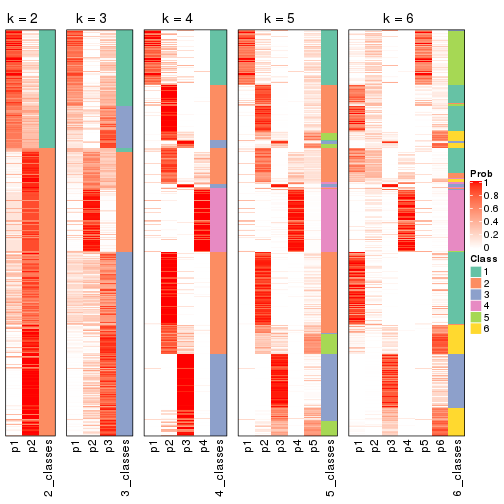 k = 2
k = 3
k = 4
k = 5
k = 6
p1
p2
2_classes
p1
p2
p3
3_classes
p1
p2
p3
p4
4_classes
p1
p2
p3
p4
p5
5_classes
p1
p2
p3
p4
p5
p6
6_classes
Prob
1
0.8
0.6
0.4
0.2
0
Class
1
2
3
4
5
6